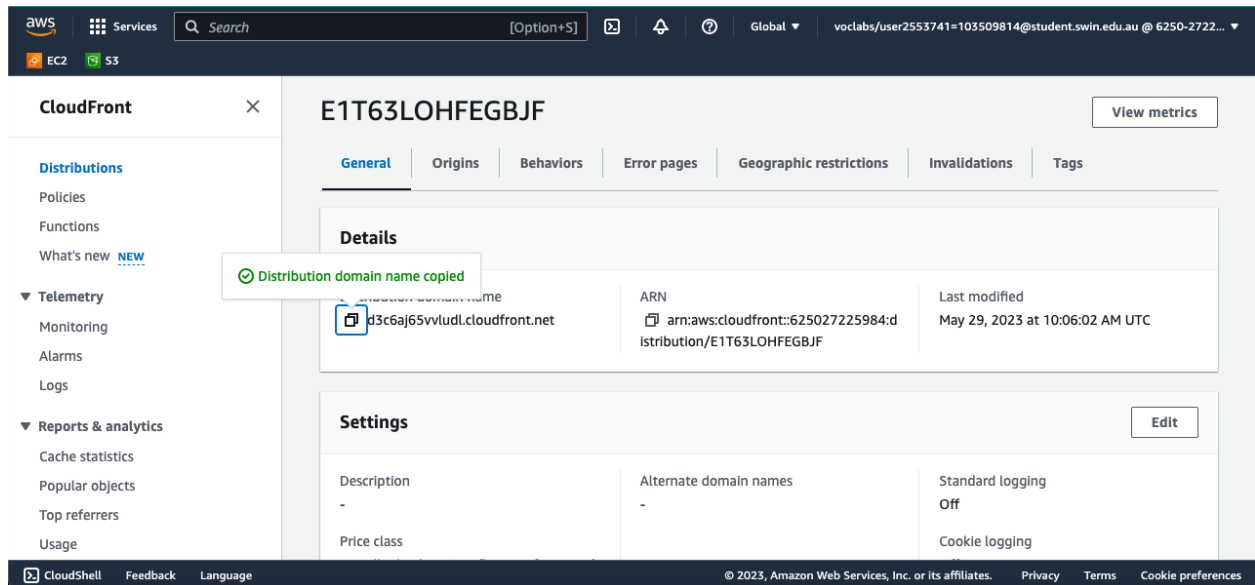 aws
Services
Search [Option+S]
Global
voclabs/user2553741=103509814@student.swin.edu.au @ 6250-2722...
EC2
S3
CloudFront
Distributions
Policies
Functions
What's new NEW
Telemetry
Monitoring
Alarms
Logs
Reports & analytics
Cache statistics
Popular objects
Top referrers
Usage
E1T63LOHFEGBJF
View metrics
General
Origins
Behaviors
Error pages
Geographic restrictions
Invalidations
Tags
Details
Distribution domain name copied
name
d3c6aj65vvludl.cloudfront.net
ARN
arn:aws:cloudfront::625027225984:d
istribution/E1T63LOHFEGBJF
Last modified
May 29, 2023 at 10:06:02 AM UTC
Settings
Edit
Description
-
Alternate domain names
-
Standard logging
Off
Price class
Cookie logging
CloudShell
Feedback
Language
© 2023, Amazon Web Services, Inc. or its affiliates.
Privacy
Terms
Cookie preferences